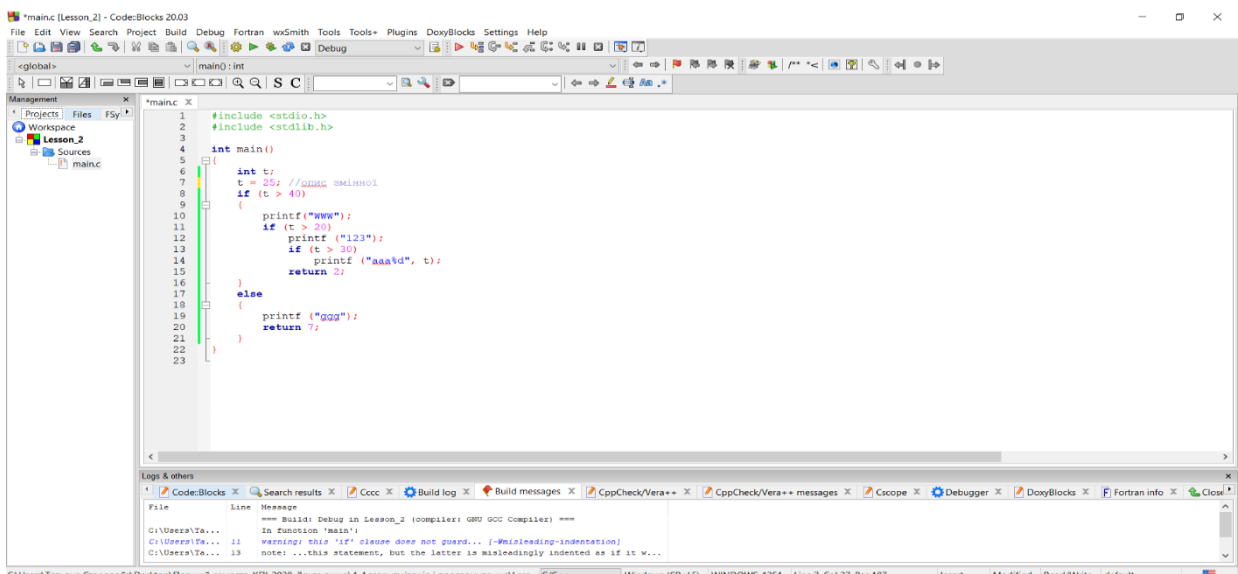 *main.c [Lesson_2] - Code::Blocks 20.03
File Edit View Search Project Build Debug Fortran wxSmith Tools Tools+ Plugins DoxyBlocks Settings Help
Debug
<global> main() : int
/** *<
S C
Aa .*
Management
*main.c
Projects Files FSy
Workspace
Lesson_2
Sources
main.c
1 #include <stdio.h>
2 #include <stdlib.h>
3
4 int main()
5 {
6 int t;
7 t = 25; //опис змінної
8 if (t > 40)
9 {
10 printf("WWW");
11 if (t > 20)
12 printf ("123");
13 if (t > 30)
14 printf ("aaa%d", t);
15 return 2;
16 }
17 else
18 {
19 printf ("ggg");
20 return 7;
21 }
22 }
23
Logs & others
Code::Blocks Search results Cccc Build log Build messages CppCheck/Vera++ CppCheck/Vera++ messages Cscope Debugger DoxyBlocks Fortran info Close
File Line Message
=== Build: Debug in Lesson_2 (compiler: GNU GCC Compiler) ===
C:\Users\Ta... In function 'main':
C:\Users\Ta... 11 warning: this 'if' clause does not guard... [-Wmisleading-indentation]
C:\Users\Ta... 13 note: ...this statement, but the latter is misleadingly indented as if it w...